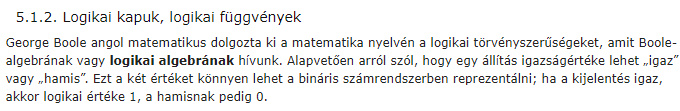 5.1.2. Logikai kapuk, logikai függvények
George Boole angol matematikus dolgozta ki a matematika nyelvén a logikai törvényszerűségeket, amit Boole-
algebrának vagy logikai algebrának hívunk. Alapvetően arról szól, hogy egy állítás igazságértéke lehet „igaz”
vagy „hamis”. Ezt a két értéket könnyen lehet a bináris számrendszerben reprezentálni; ha a kijelentés igaz,
akkor logikai értéke 1, a hamisnak pedig 0.